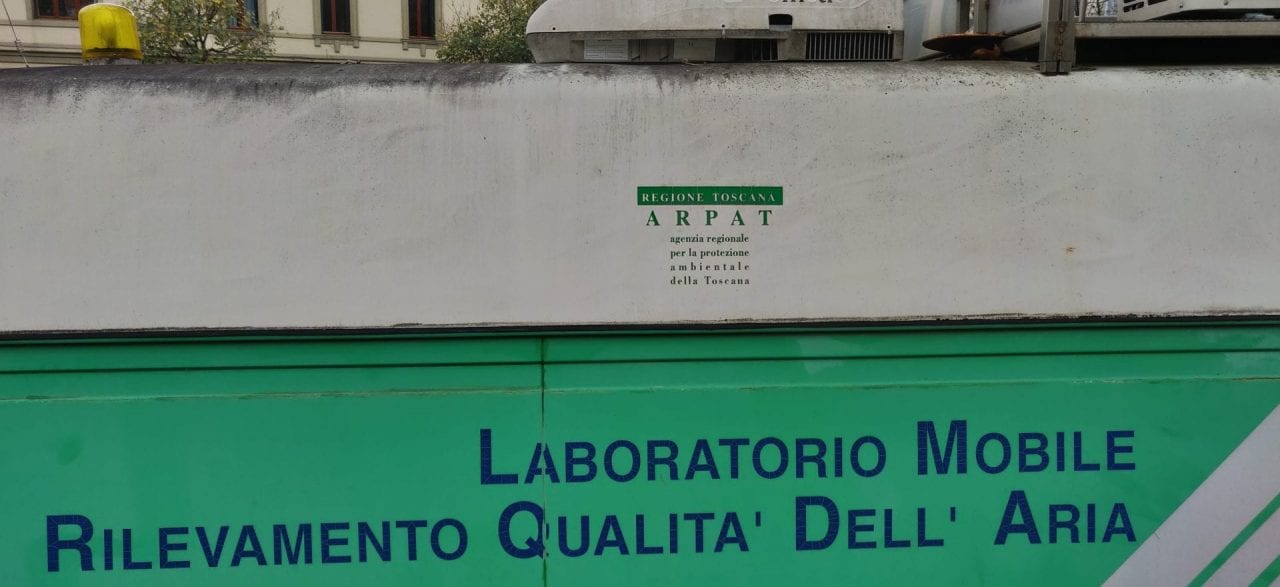 REGIONE TOSCANA
ARPAT
agenzia regionale
per la protezione
ambientale
della Toscana
LABORATORIO MOBILE
RILEVAMENTO QUALITA' DELL' ARIA